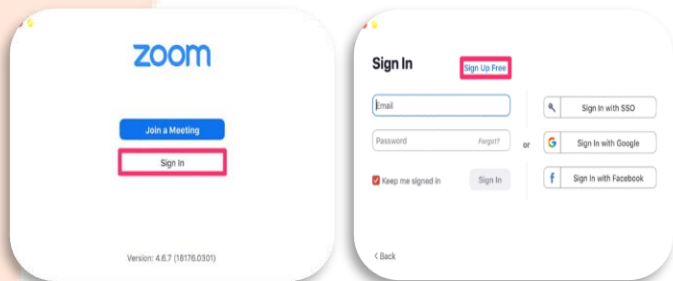 zoom
Join a Meeting
Sign In
Version: 4.6.7 (18176.0301)
Sign In
Sign Up Free
Email
Password
Forgot?
Keep me signed in
Sign In
or
Sign In with SSO
G
Sign In with Google
f
Sign In with Facebook
< Back